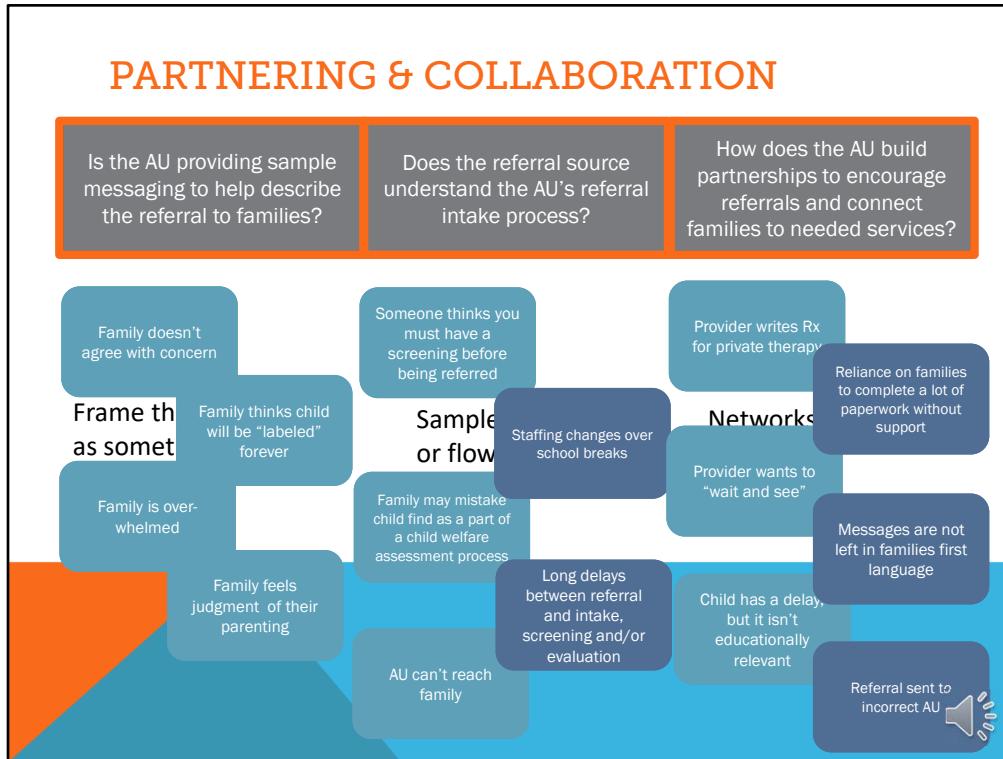 PARTNERING & COLLABORATION
Is the AU providing sample
messaging to help describe
the referral to families?
Does the referral source
understand the AU's referral
intake process?
How does the AU build
partnerships to encourage
referrals and connect
families to needed services?
Family doesn't
agree with concern
Frame th
as somet
Family thinks child
will be "labeled"
forever
Family is over-
whelmed
Family feels
judgment of their
parenting
Someone thinks you
must have a
screening before
being referred
Sample
or flow
Staffing changes over
school breaks
Family may mistake
child find as a part of
a child welfare
assessment process
Long delays
between referral
and intake,
screening and/or
evaluation
AU can't reach
family
Provider writes Rx
for private therapy
Reliance on families
to complete a lot of
paperwork without
support
Networks
Provider wants to
"wait and see"
Messages are not
left in families first
language
Child has a delay,
but it isn't
educationally
relevant
Referral sent to
incorrect AU